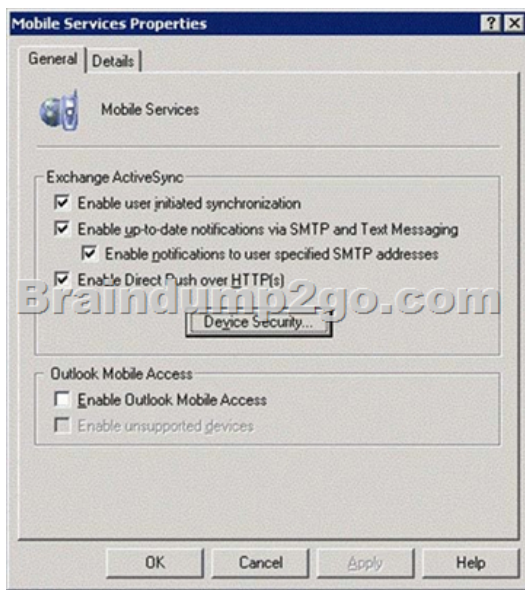 Mobile Services Properties
General
Details
Mobile Services
Exchange ActiveSync
Enable user initiated synchronization
Enable up-to-date notifications via SMTP and Text Messaging
Enable notifications to user specified SMTP addresses
Enable Direct Push over HTTP(s)
Braindump2go.com
Device Security...
Outlook Mobile Access
Enable Outlook Mobile Access
Enable unsupported devices
OK
Cancel
Apply
Help